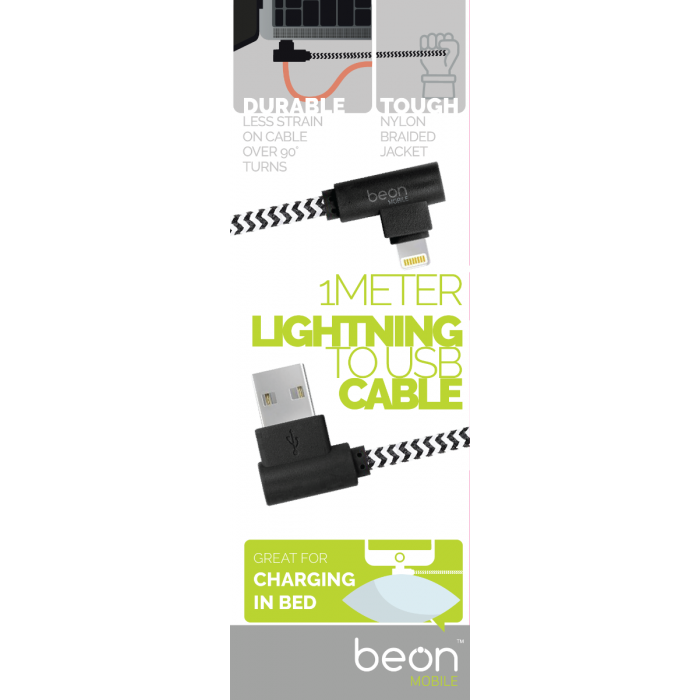 DURABLE
LESS STRAIN
ON CABLE
OVER 90°
TURNS
TOUGH
NYLON
BRAIDED
JACKET
beon
MOBILE
1METER
LIGHTNING
TO USB
CABLE
GREAT FOR
CHARGING
IN BED
beon™
MOBILE